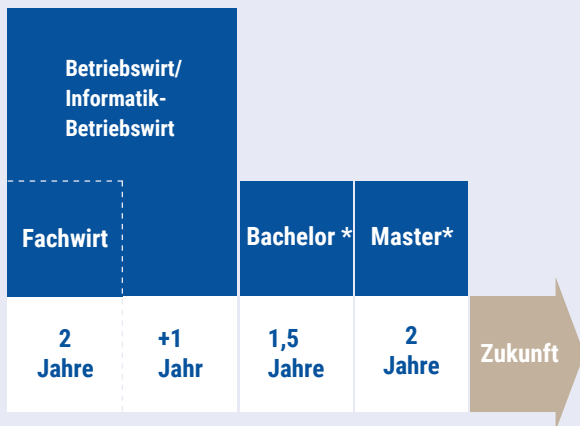 Betriebswirt/
Informatik-
Betriebswirt
Fachwirt
Bachelor *
Master*
2
Jahre
+1
Jahr
1,5
Jahre
2
Jahre
Zukunft